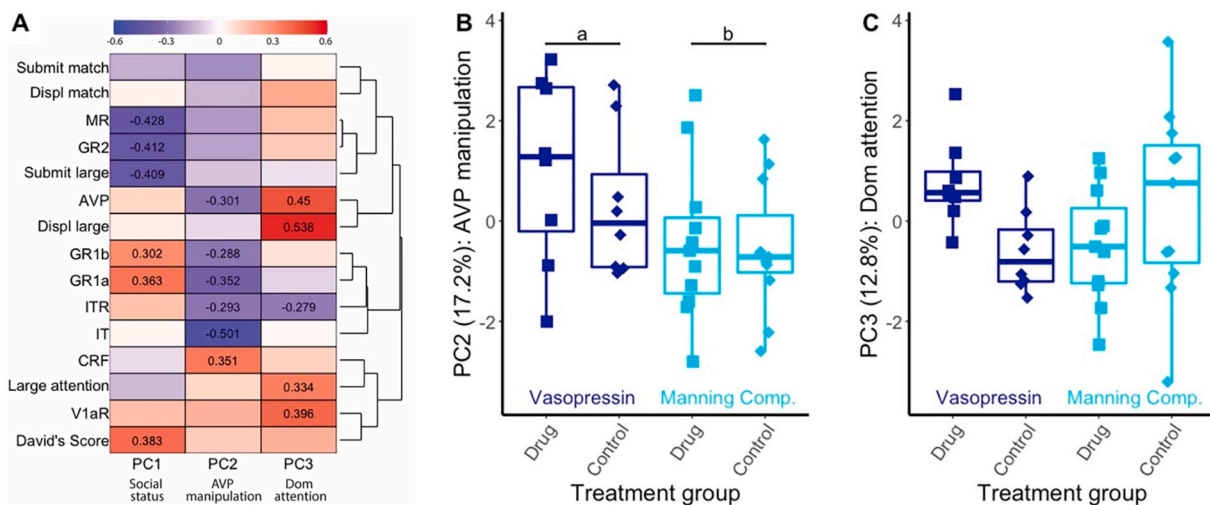 A
-0.6 -0.3 0 0.3 0.6
Submit match
Displ match
MR -0.428
GR2 -0.412
Submit large -0.409
AVP -0.301 0.45
Displ large 0.538
GR1b 0.302 -0.288
GR1a 0.363 -0.352
ITR -0.293 -0.279
IT -0.501
CRF 0.351
Large attention 0.334
V1aR 0.396
David's Score 0.383
PC1 PC2 PC3
Social status
AVP manipulation
Dom attention
B
PC2 (17.2%): AVP manipulation
4
2
0
-2
a
b
Vasopressin
Manning Comp.
Drug
Control
Drug
Control
Treatment group
C
PC3 (12.8%): Dom attention
4
2
0
-2
Vasopressin
Manning Comp.
Drug
Control
Drug
Control
Treatment group